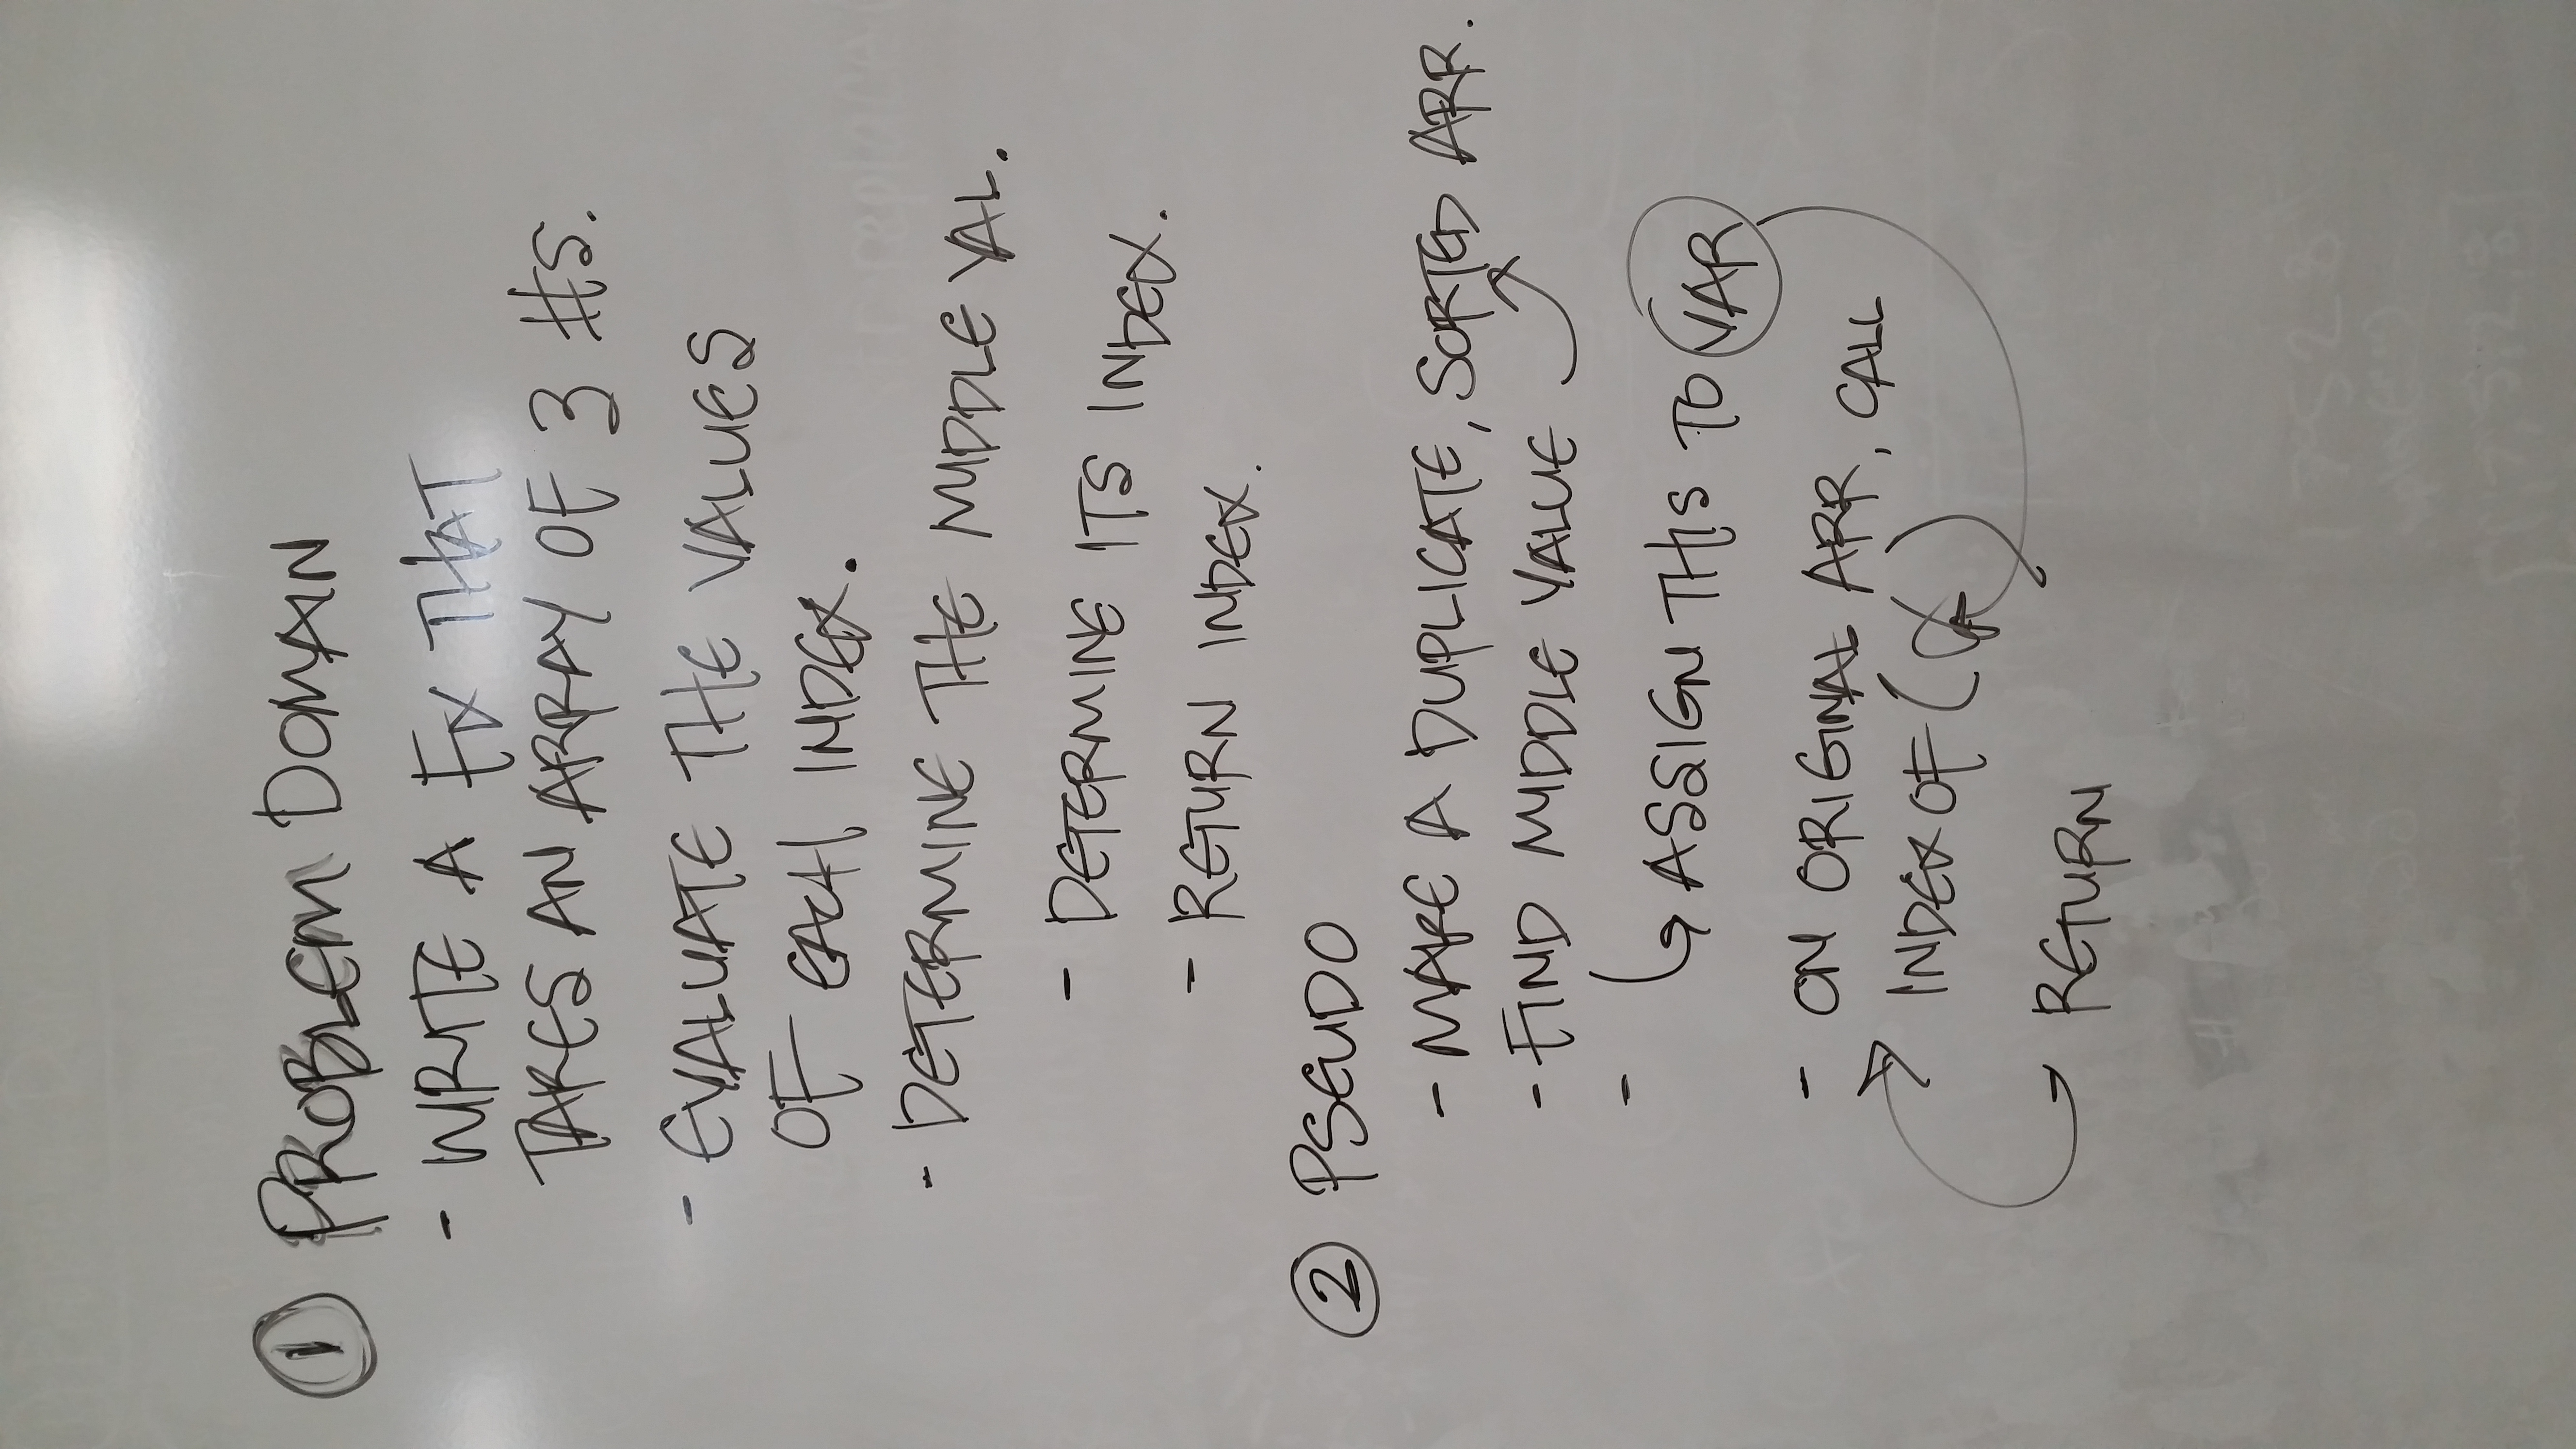 ① PROBLEM DOMAIN
- WRITE A FX THAT
TAKES AN ARRAY OF 3 #S.
- EVALUATE THE VALUES
OF EACH INDEX.
- DETERMINE THE MIDDLE VAL.
- DETERMINE ITS INDEX.
- RETURN INDEX.
② PSEUDO
- MAKE A DUPLICATE, SORTED ARR.
- FIND MIDDLE VALUE
- ASSIGN THIS TO VAR
- ON ORIGINAL ARR, CALL
INDEX OF ( )
- RETURN